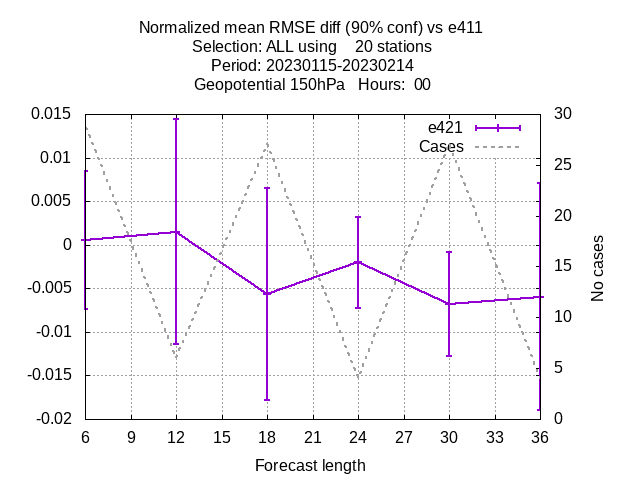 Normalized mean RMSE diff (90% conf) vs e411
Selection: ALL using    20 stations
Period: 20230115-20230214
Geopotential 150hPa   Hours:  00
0.015
0.01
0.005
0
-0.005
-0.01
-0.015
-0.02
e421
Cases
30
25
20
15
10
5
0
No cases
6 9 12 15 18 21 24 27 30 33 36
Forecast length